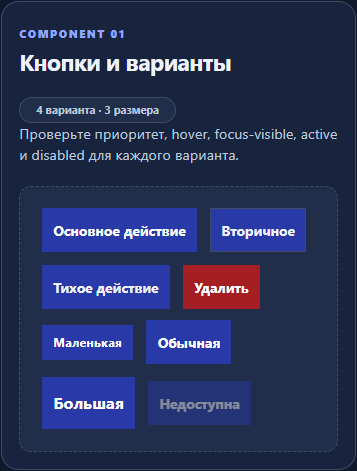 COMPONENT 01
Кнопки и варианты
4 варианта · 3 размера
Проверьте приоритет, hover, focus-visible, active
и disabled для каждого варианта.
Основное действие
Вторичное
Тихое действие
Удалить
Маленькая
Обычная
Большая
Недоступна